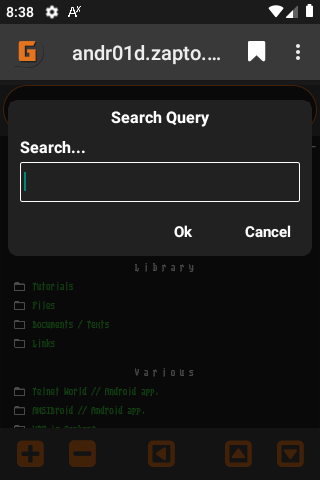 8:38
andr01d.zapto.…
Search Query
Search...
Ok
Cancel
Library
Tutorials
Files
Documents / Texts
Links
Various
Telnet World // Android app.
ANSIdroid // Android app.